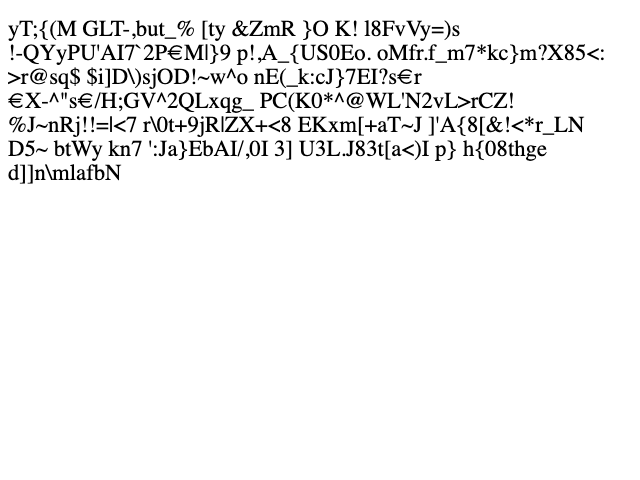 yT;{(M GLT-,but_% [ty &ZmR }O K! l8FvVy=)s
!-QYyPU'AI7`2P€M|}9 p!,A_{US0Eo. oMfr.f_m7*kc}m?X85<:
>r@sq$ $i]D\)sjOD!~w^o nE(_k:cJ}7EI?s€r
€X-^"s€/H;GV^2QLxqg_ PC(K0*^@WL'N2vL>rCZ!
%J~nRj!!=|<7 r\0t+9jR|ZX+<8 EKxm[+aT~J ]'A{8[&!<*r_LN
D5~ btWy kn7 ':Ja}EbAI/,0I 3] U3L.J83t[a<)I p} h{08thge
d]]n\mlafbN